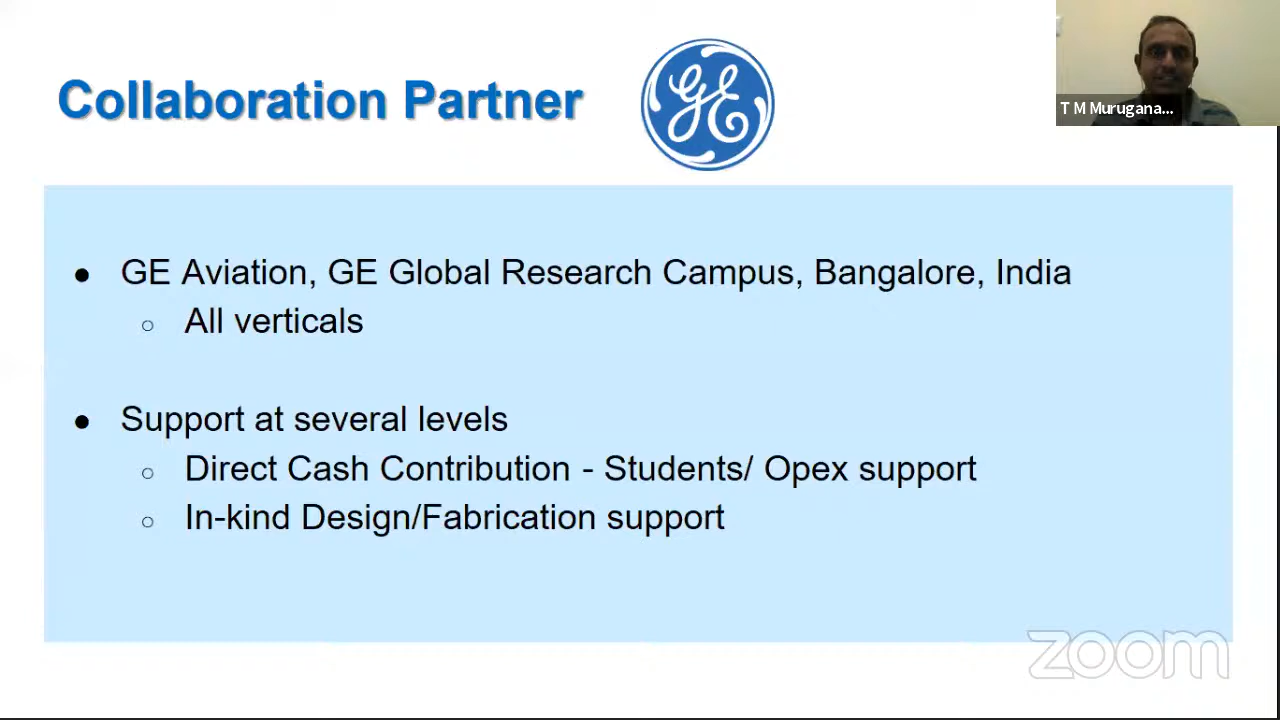 Collaboration Partner
GE
T M Murugana...
● GE Aviation, GE Global Research Campus, Bangalore, India
○ All verticals
● Support at several levels
○ Direct Cash Contribution - Students/ Opex support
○ In-kind Design/Fabrication support
zoom